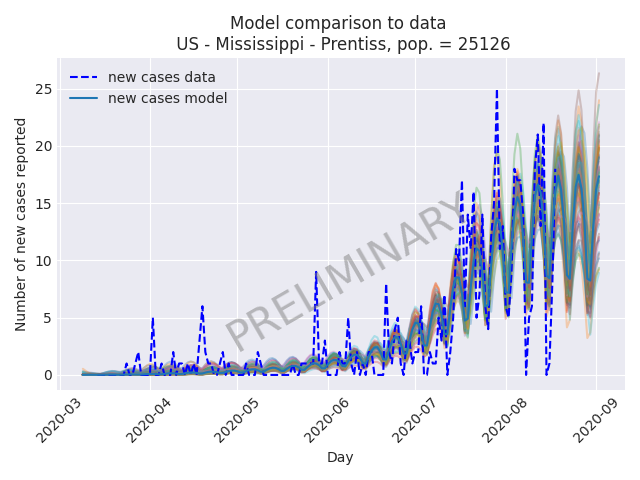 Model comparison to data
US - Mississippi - Prentiss, pop. = 25126
new cases data
new cases model
Number of new cases reported
25
20
15
10
5
0
PRELIMINARY
2020-03
2020-04
2020-05
2020-06
2020-07
2020-08
2020-09
Day